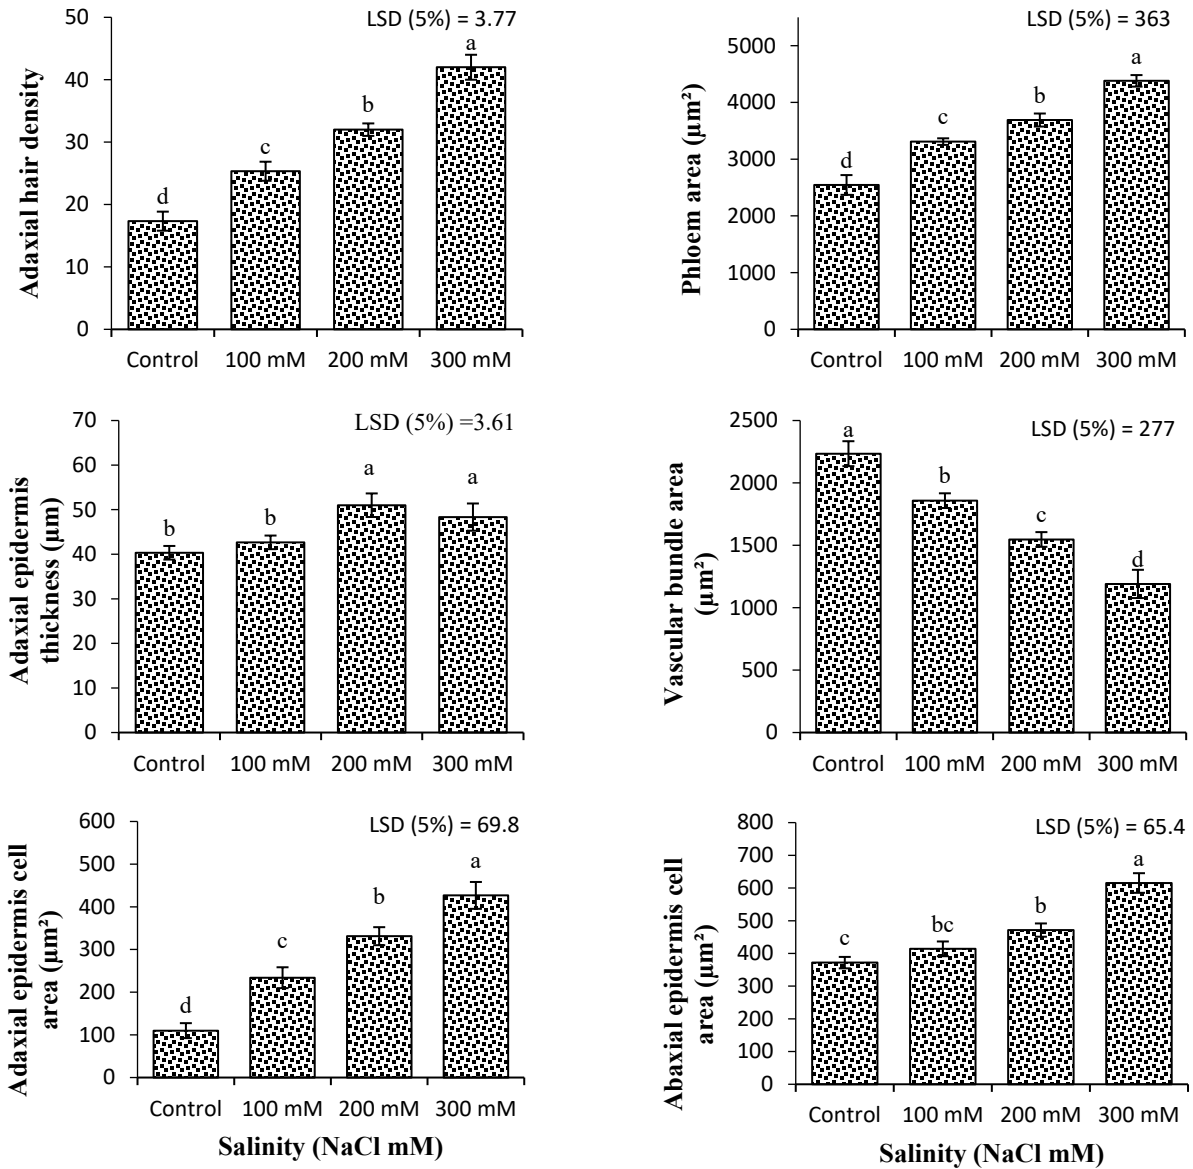 LSD (5%) = 3.77
Adaxial hair density
50
40
30
20
10
0
d
c
b
a
Control 100 mM 200 mM 300 mM
LSD (5%) = 363
Phloem area (µm²)
5000
4000
3000
2000
1000
0
d
c
b
a
Control 100 mM 200 mM 300 mM
LSD (5%) =3.61
Adaxial epidermis
thickness (µm)
70
60
50
40
30
20
10
0
b
b
a
a
Control 100 mM 200 mM 300 mM
LSD (5%) = 277
Vascular bundle area
(µm²)
2500
2000
1500
1000
500
0
a
b
c
d
Control 100 mM 200 mM 300 mM
LSD (5%) = 69.8
Adaxial epidermis cell
area (µm²)
600
500
400
300
200
100
0
d
c
b
a
Control 100 mM 200 mM 300 mM
Salinity (NaCl mM)
LSD (5%) = 65.4
Abaxial epidermis cell
area (µm²)
800
700
600
500
400
300
200
100
0
c
bc
b
a
Control 100 mM 200 mM 300 mM
Salinity (NaCl mM)